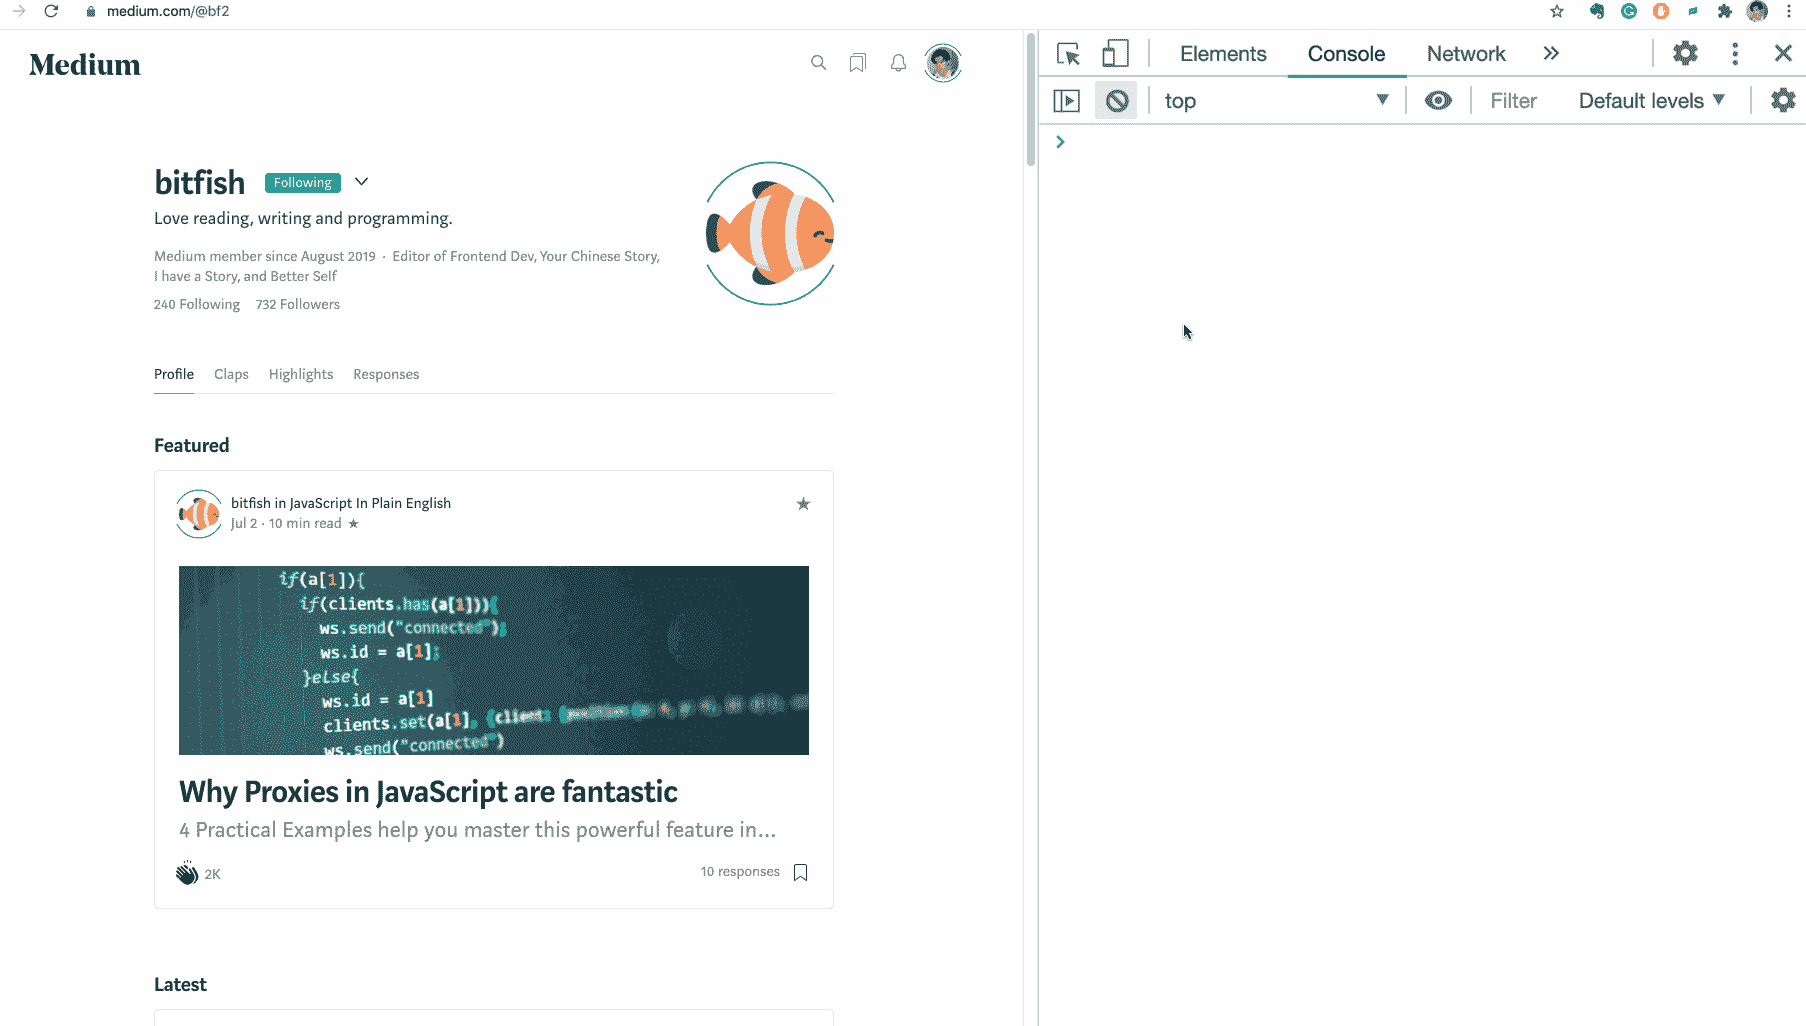 medium.com/@bf2
Medium
bitfish Following
Love reading, writing and programming.
Medium member since August 2019 · Editor of Frontend Dev, Your Chinese Story,
I have a Story, and Better Self
240 Following 732 Followers
Profile Claps Highlights Responses
Featured
bitfish in JavaScript In Plain English
Jul 2 · 10 min read ★
if(a[1]){
if(clients.has(a[1])){
ws.send("connected");
ws.id = a[1];
}else{
ws.id = a[1]
clients.set(a[1], {client: {position:
ws.send("connected")
Why Proxies in JavaScript are fantastic
4 Practical Examples help you master this powerful feature in...
2K 10 responses
Latest
Elements Console Network »
top Filter Default levels